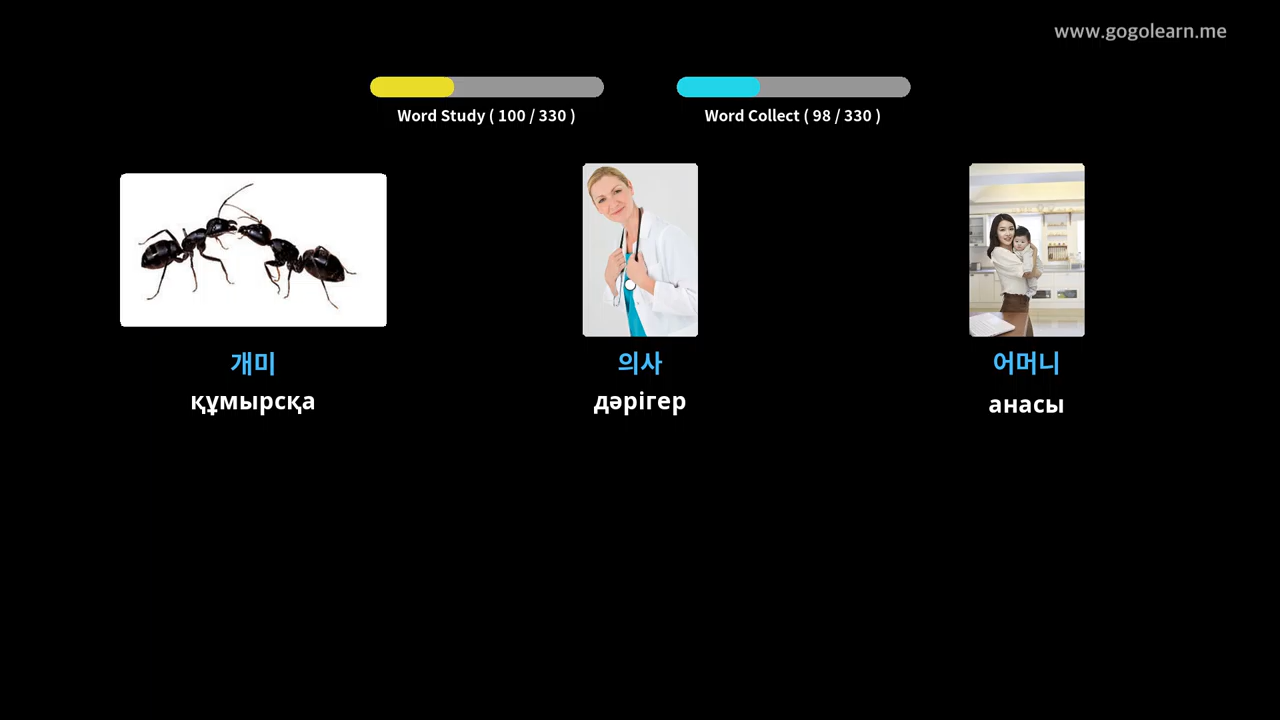 www.gogolearn.me
Word Study ( 100 / 330 )
Word Collect ( 98 / 330 )
개미
құмырсқа
의사
дәрігер
어머니
анасы